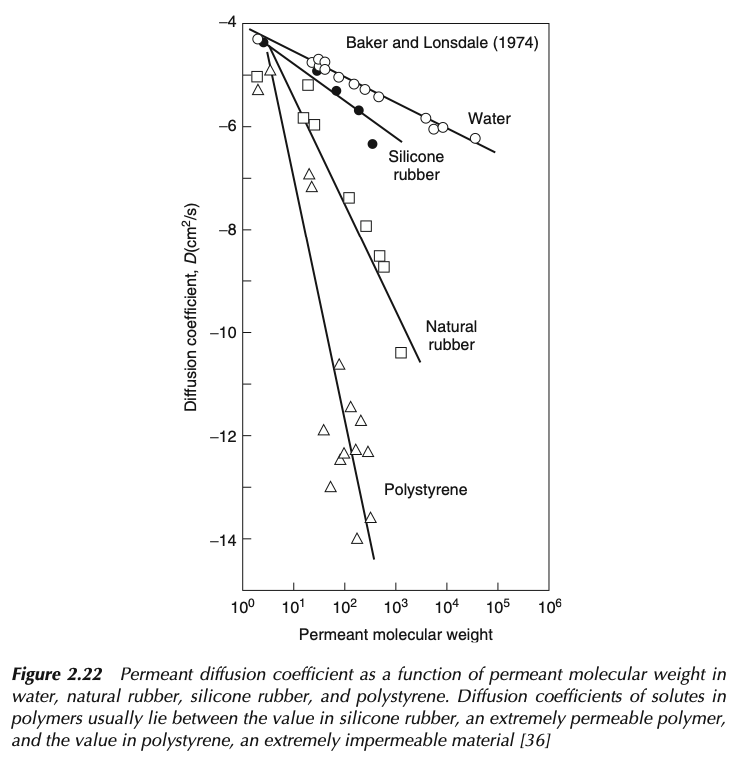 Baker and Lonsdale (1974)
–4
–6
–8
–10
–12
–14
Diffusion coefficient, D(cm²/s)
Water
Silicone
rubber
Natural
rubber
Polystyrene
10⁰ 10¹ 10² 10³ 10⁴ 10⁵ 10⁶
Permeant molecular weight
Figure 2.22 Permeant diffusion coefficient as a function of permeant molecular weight in
water, natural rubber, silicone rubber, and polystyrene. Diffusion coefficients of solutes in
polymers usually lie between the value in silicone rubber, an extremely permeable polymer,
and the value in polystyrene, an extremely impermeable material [36]